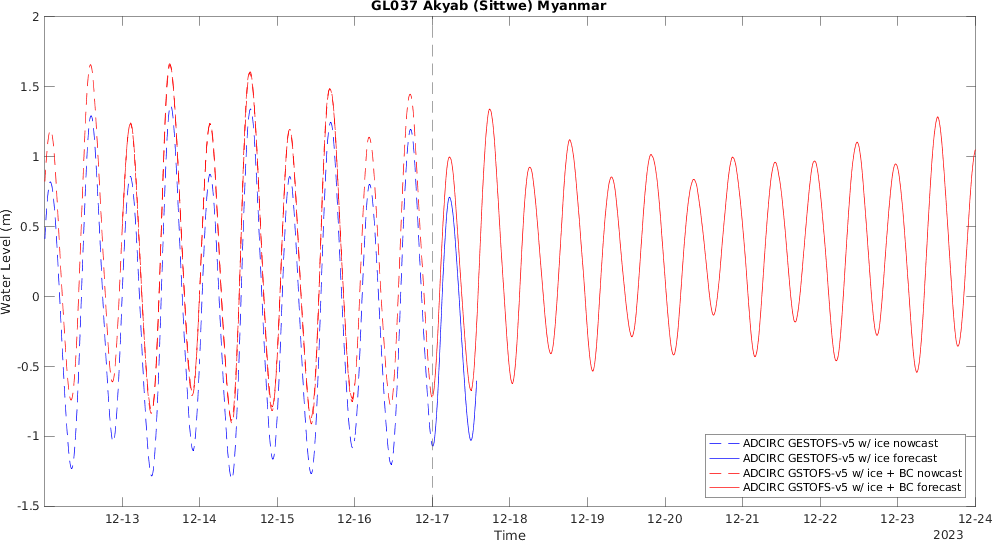 GL037 Akyab (Sittwe) Myanmar
2
1.5
1
0.5
0
-0.5
-1
-1.5
Water Level (m)
ADCIRC GESTOFS-v5 w/ ice nowcast
ADCIRC GESTOFS-v5 w/ ice forecast
ADCIRC GSTOFS-v5 w/ ice + BC nowcast
ADCIRC GSTOFS-v5 w/ ice + BC forecast
12-13 12-14 12-15 12-16 12-17 12-18 12-19 12-20 12-21 12-22 12-23 12-24
Time
2023